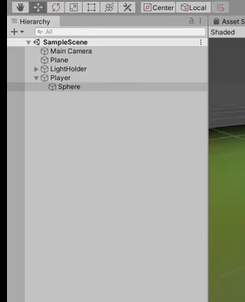 Center Local
Hierarchy Asset S
All Shaded
SampleScene
Main Camera
Plane
LightHolder
Player
Sphere